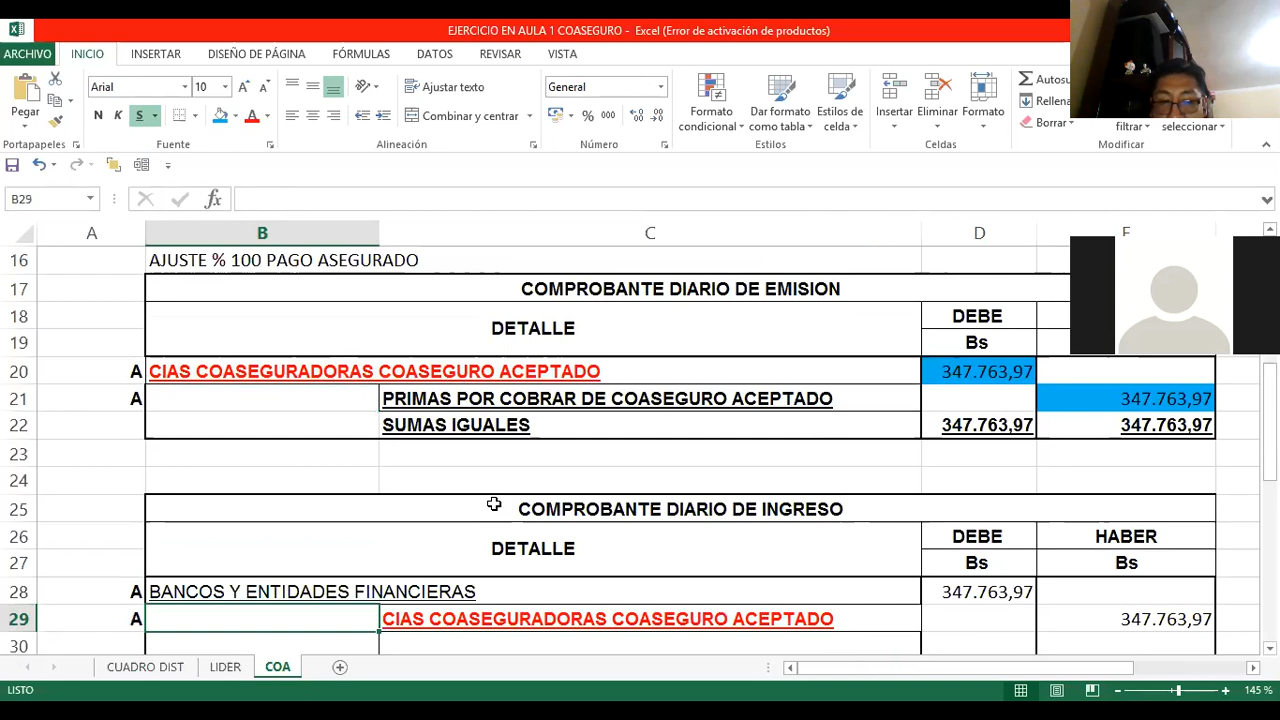 EJERCICIO EN AULA 1 COASEGURO - Excel (Error de activación de productos)
ARCHIVO INICIO INSERTAR DISEÑO DE PÁGINA FÓRMULAS DATOS REVISAR VISTA
Pegar
Arial 10
N K S
Ajustar texto
Combinar y centrar
General
% 000
Formato condicional
Dar formato como tabla
Estilos de celda
Insertar
Eliminar
Formato
Autosu
Rellena
Borrar
filtrar
seleccionar
Portapapeles Fuente Alineación Número Estilos Celdas Modificar
B29
A B C D
16 AJUSTE % 100 PAGO ASEGURADO
17 COMPROBANTE DIARIO DE EMISION
18 DETALLE DEBE
19 Bs
20 A CIAS COASEGURADORAS COASEGURO ACEPTADO 347.763,97
21 A PRIMAS POR COBRAR DE COASEGURO ACEPTADO 347.763,97
22 SUMAS IGUALES 347.763,97 347.763,97
23
24
25 COMPROBANTE DIARIO DE INGRESO
26 DETALLE DEBE HABER
27 Bs Bs
28 A BANCOS Y ENTIDADES FINANCIERAS 347.763,97
29 A CIAS COASEGURADORAS COASEGURO ACEPTADO 347.763,97
30
CUADRO DIST LIDER COA
LISTO 145 %